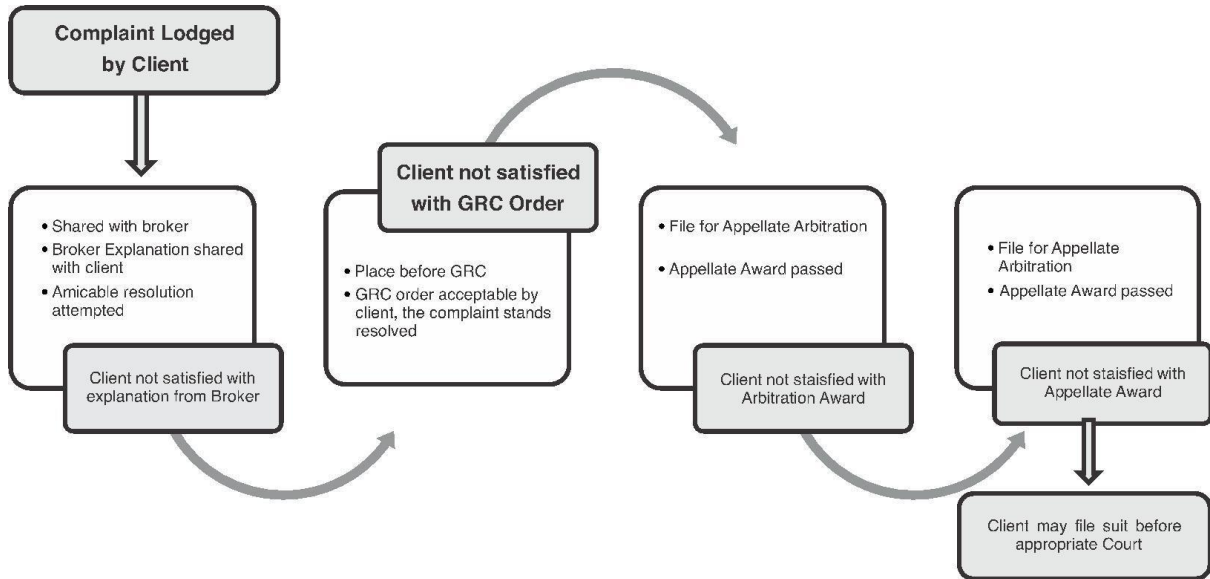 Complaint Lodged
by Client
• Shared with broker
• Broker Explanation shared
with client
• Amicable resolution
attempted
Client not satisfied with
explanation from Broker
Client not satisfied
with GRC Order
• Place before GRC
• GRC order acceptable by
client, the complaint stands
resolved
• File for Appellate Arbitration
• Appellate Award passed
Client not staisfied with
Arbitration Award
• File for Appellate
Arbitration
• Appellate Award passed
Client not staisfied with
Appellate Award
Client may file suit before
appropriate Court